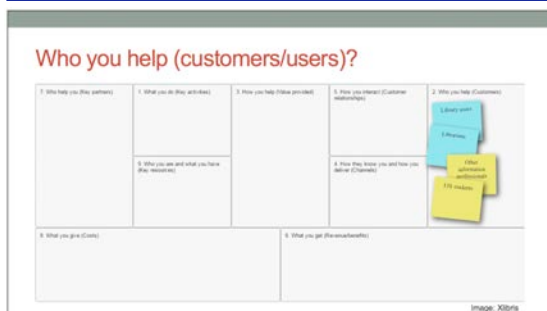 Who you help (customers/users)?
7. Who help you (Key partners)
1. What you do (Key activities)
3. How you help (Value provided)
5. How you interact (Customer
relationships)
2. Who you help (Customers)
Library users
Librarians
Other
information
professionals
LIS students
6. Who you are and what you have
(Key resources)
4. How they know you and how you
deliver (Channels)
8. What you give (Costs)
9. What you get (Revenue/benefits)
Image: Xlibris